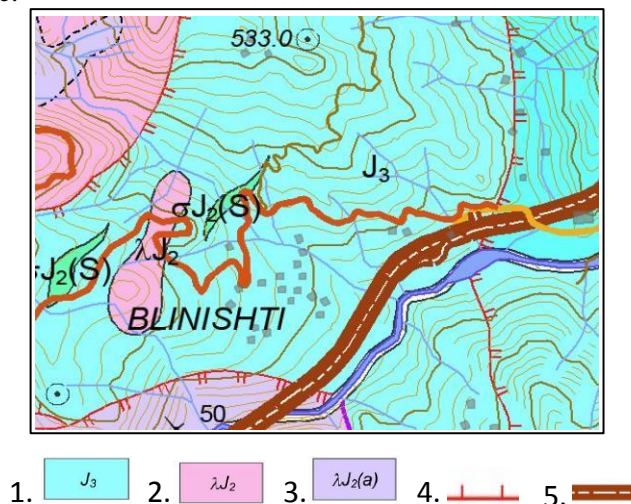 533.0
J₃
σJ₂(S)
λJ₂
J₂(S)
BLINISHTI
50
1. J₃ 2. λJ₂ 3. λJ₂(a) 4. 5.